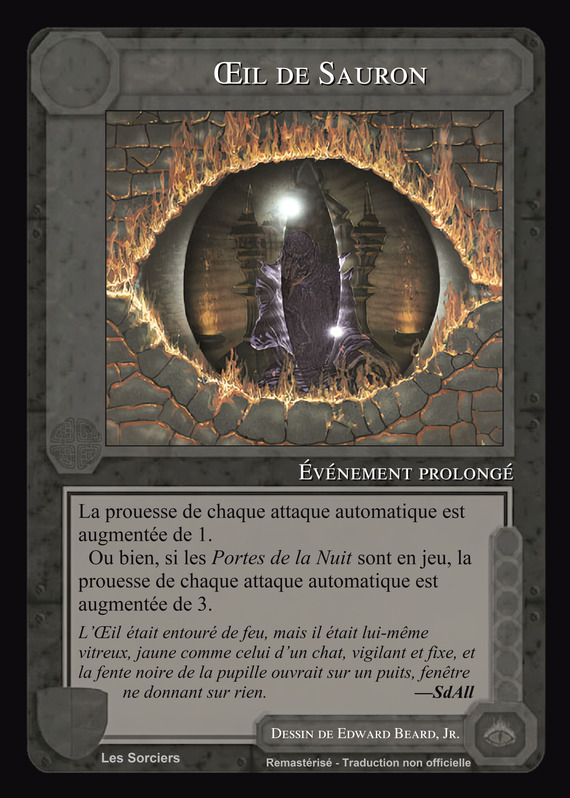 Œil de Sauron
Événement prolongé
La prouesse de chaque attaque automatique est
augmentée de 1.
Ou bien, si les Portes de la Nuit sont en jeu, la
prouesse de chaque attaque automatique est
augmentée de 3.
L'Œil était entouré de feu, mais il était lui-même
vitreux, jaune comme celui d'un chat, vigilant et fixe, et
la fente noire de la pupille ouvrait sur un puits, fenêtre
ne donnant sur rien. —SdAll
Dessin de Edward Beard, Jr.
Les Sorciers
Remastérisé - Traduction non officielle